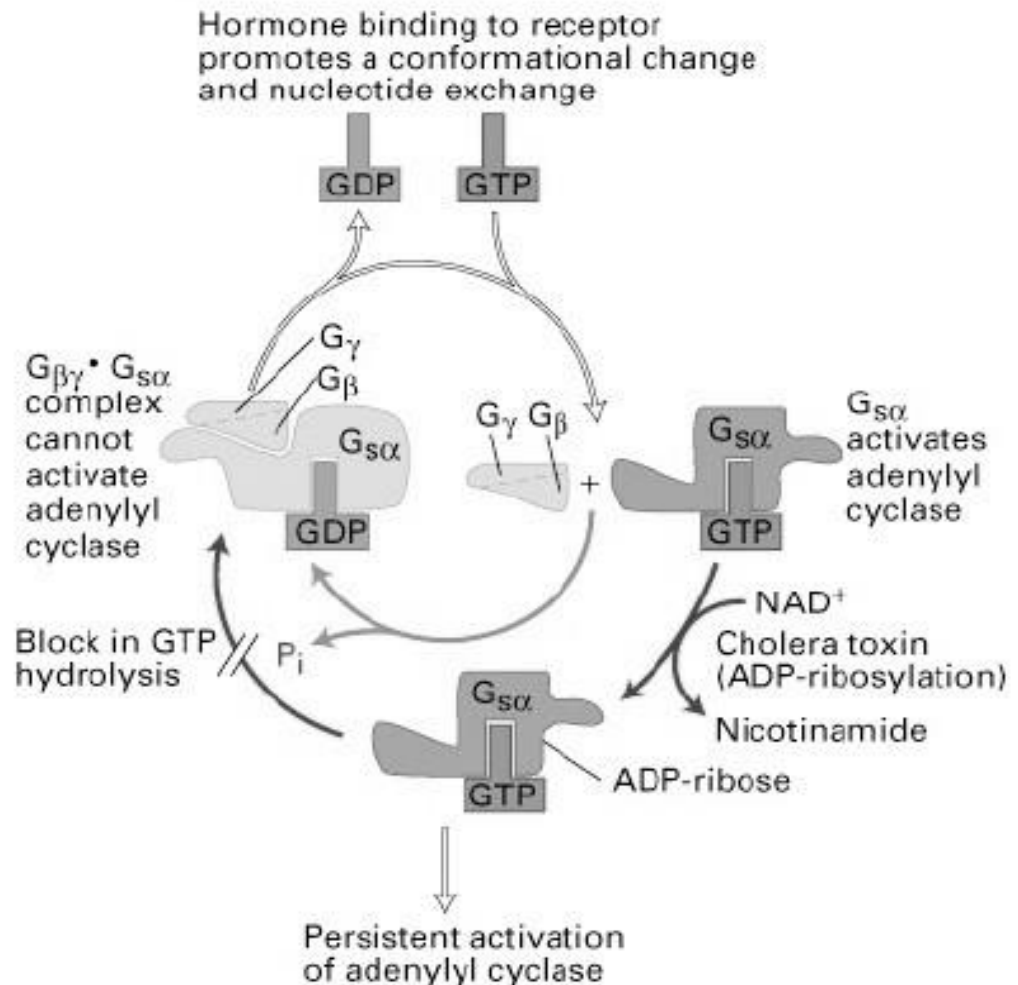 Hormone binding to receptor
promotes a conformational change
and nucleotide exchange
GDP
GTP
Gγ
Gβ
Gβγ • Gsα
complex
cannot
activate
adenylyl
cyclase
Gsα
GDP
Gγ Gβ
+
Gsα
GTP
Gsα
activates
adenylyl
cyclase
NAD+
Cholera toxin
(ADP-ribosylation)
Nicotinamide
Block in GTP
hydrolysis
Pi
Gsα
GTP
ADP-ribose
Persistent activation
of adenylyl cyclase